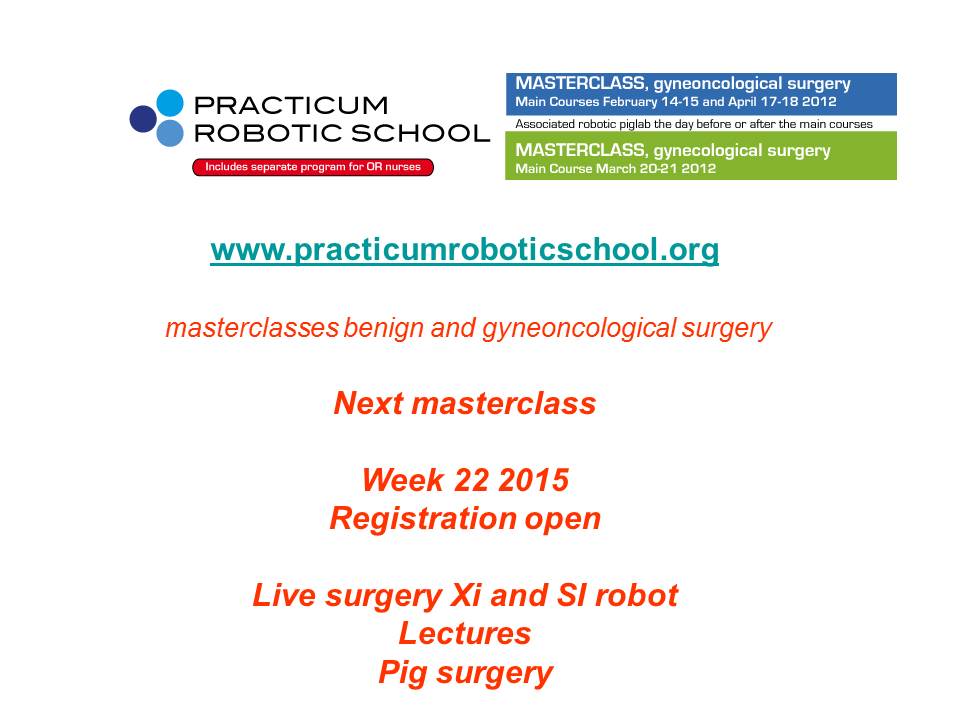 PRACTICUM
ROBOTIC SCHOOL
Includes separate program for OR nurses
MASTERCLASS, gyneoncological surgery
Main Courses February 14-15 and April 17-18 2012
Associated robotic piglab the day before or after the main courses
MASTERCLASS, gynecological surgery
Main Course March 20-21 2012
www.practicumroboticschool.org
masterclasses benign and gyneoncological surgery
Next masterclass
Week 22 2015
Registration open
Live surgery Xi and SI robot
Lectures
Pig surgery